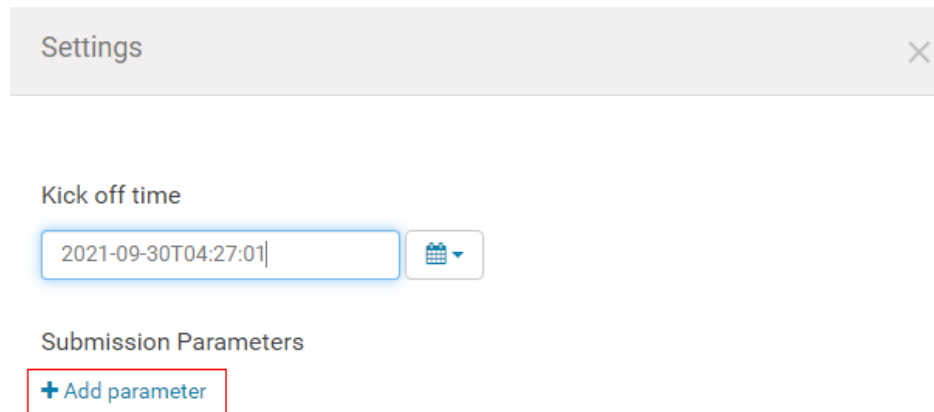 Settings
Kick off time
2021-09-30T04:27:01
Submission Parameters
+ Add parameter